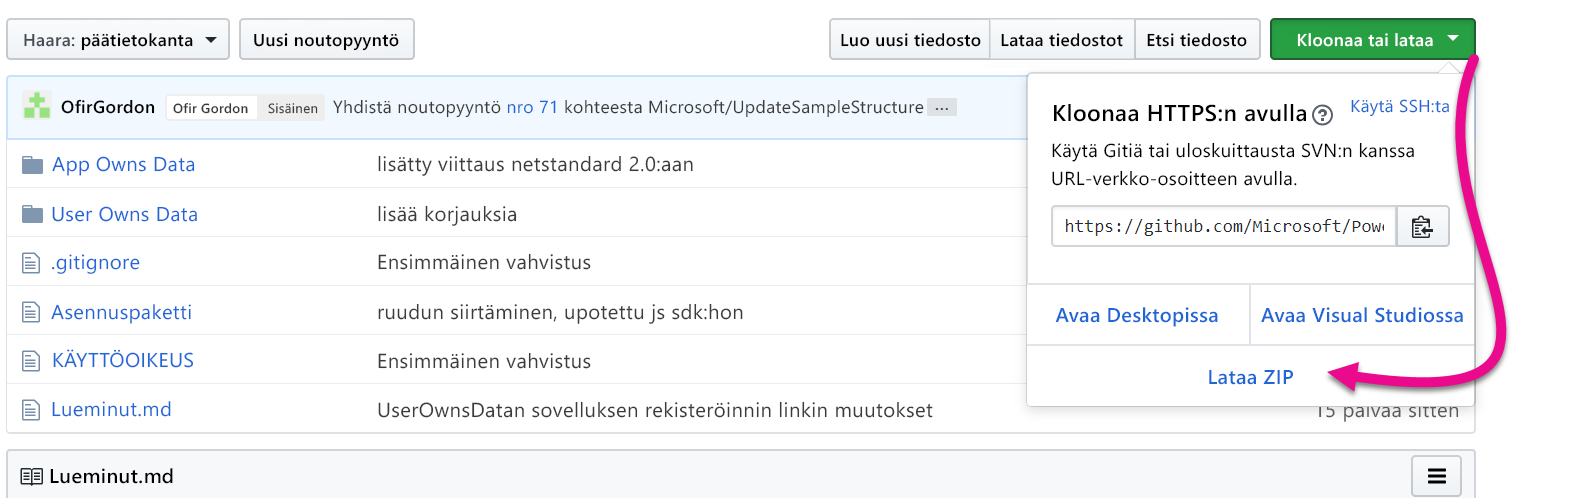 Haara: päätietokanta
Uusi noutopyyntö
Luo uusi tiedosto
Lataa tiedostot
Etsi tiedosto
Kloonaa tai lataa
OfirGordon
Ofir Gordon
Sisäinen
Yhdistä noutopyyntö nro 71 kohteesta Microsoft/UpdateSampleStructure ...
App Owns Data
lisätty viittaus netstandard 2.0:aan
User Owns Data
lisää korjauksia
.gitignore
Ensimmäinen vahvistus
Asennuspaketti
ruudun siirtäminen, upotettu js sdk:hon
KÄYTTÖOIKEUS
Ensimmäinen vahvistus
Lueminut.md
UserOwnsDatan sovelluksen rekisteröinnin linkin muutokset
15 päivää sitten
Kloonaa HTTPS:n avulla ?
Käytä SSH:ta
Käytä Gitiä tai uloskuittausta SVN:n kanssa
URL-verkko-osoitteen avulla.
https://github.com/Microsoft/Powe
Avaa Desktopissa
Avaa Visual Studiossa
Lataa ZIP
Lueminut.md